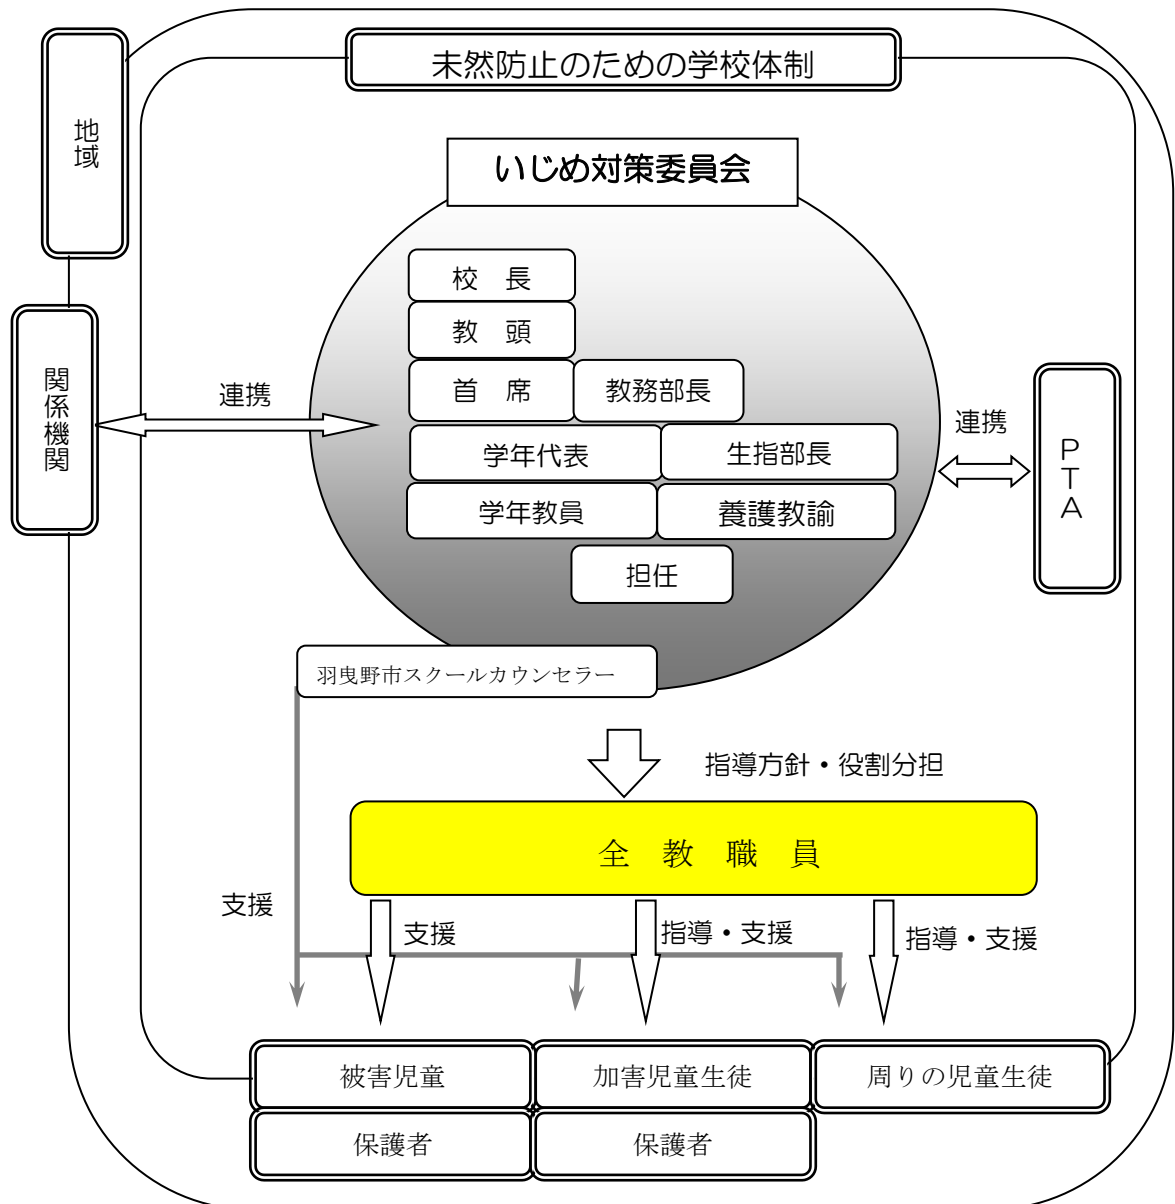 未然防止のための学校体制
地域
いじめ対策委員会
校　長
教　頭
首　席
教務部長
学年代表
生指部長
学年教員
養護教諭
担任
関係機関
連携
連携
PTA
羽曳野市スクールカウンセラー
指導方針・役割分担
全　教　職　員
支援
支援
指導・支援
指導・支援
被害児童
加害児童生徒
周りの児童生徒
保護者
保護者